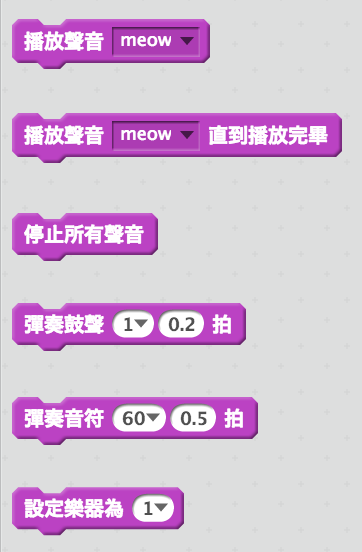 播放聲音 meow
播放聲音 meow 直到播放完畢
停止所有聲音
彈奏鼓聲 1 0.2 拍
彈奏音符 60 0.5 拍
設定樂器為 1